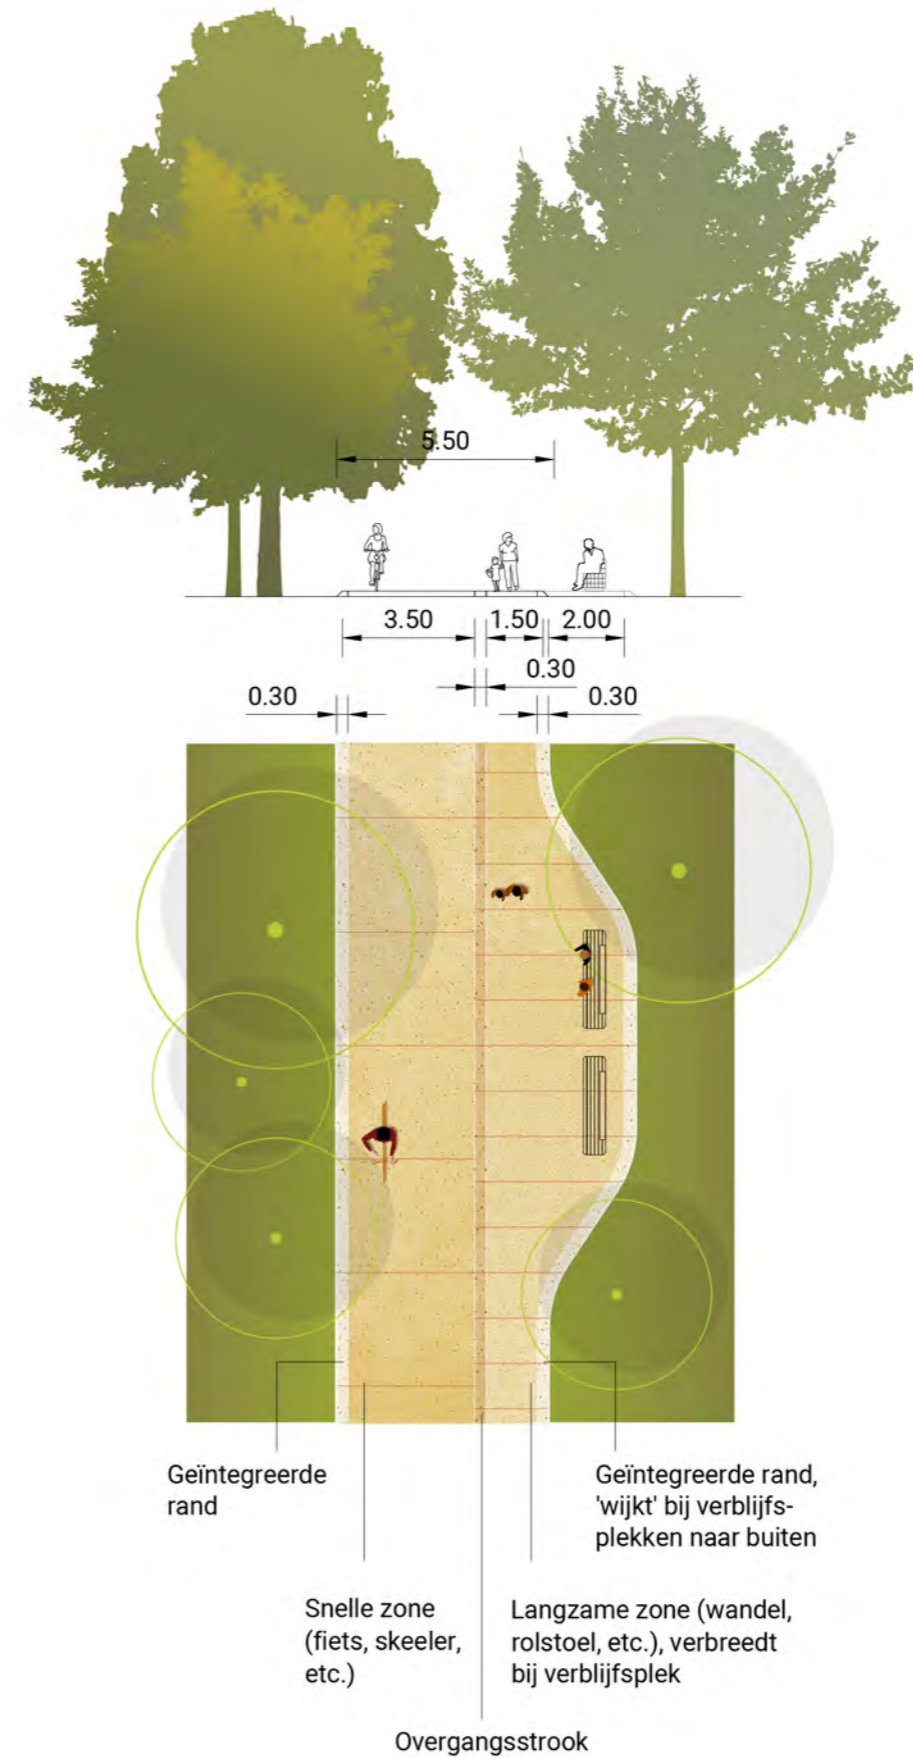 5.50
3.50
1.50
2.00
0.30
0.30
0.30
Geïntegreerde
rand
Geïntegreerde rand,
'wijkt' bij verblijfs-
plekken naar buiten
Snelle zone
(fiets, skeeler,
etc.)
Langzame zone (wandel,
rolstoel, etc.), verbreedt
bij verblijfsplek
Overgangsstrook